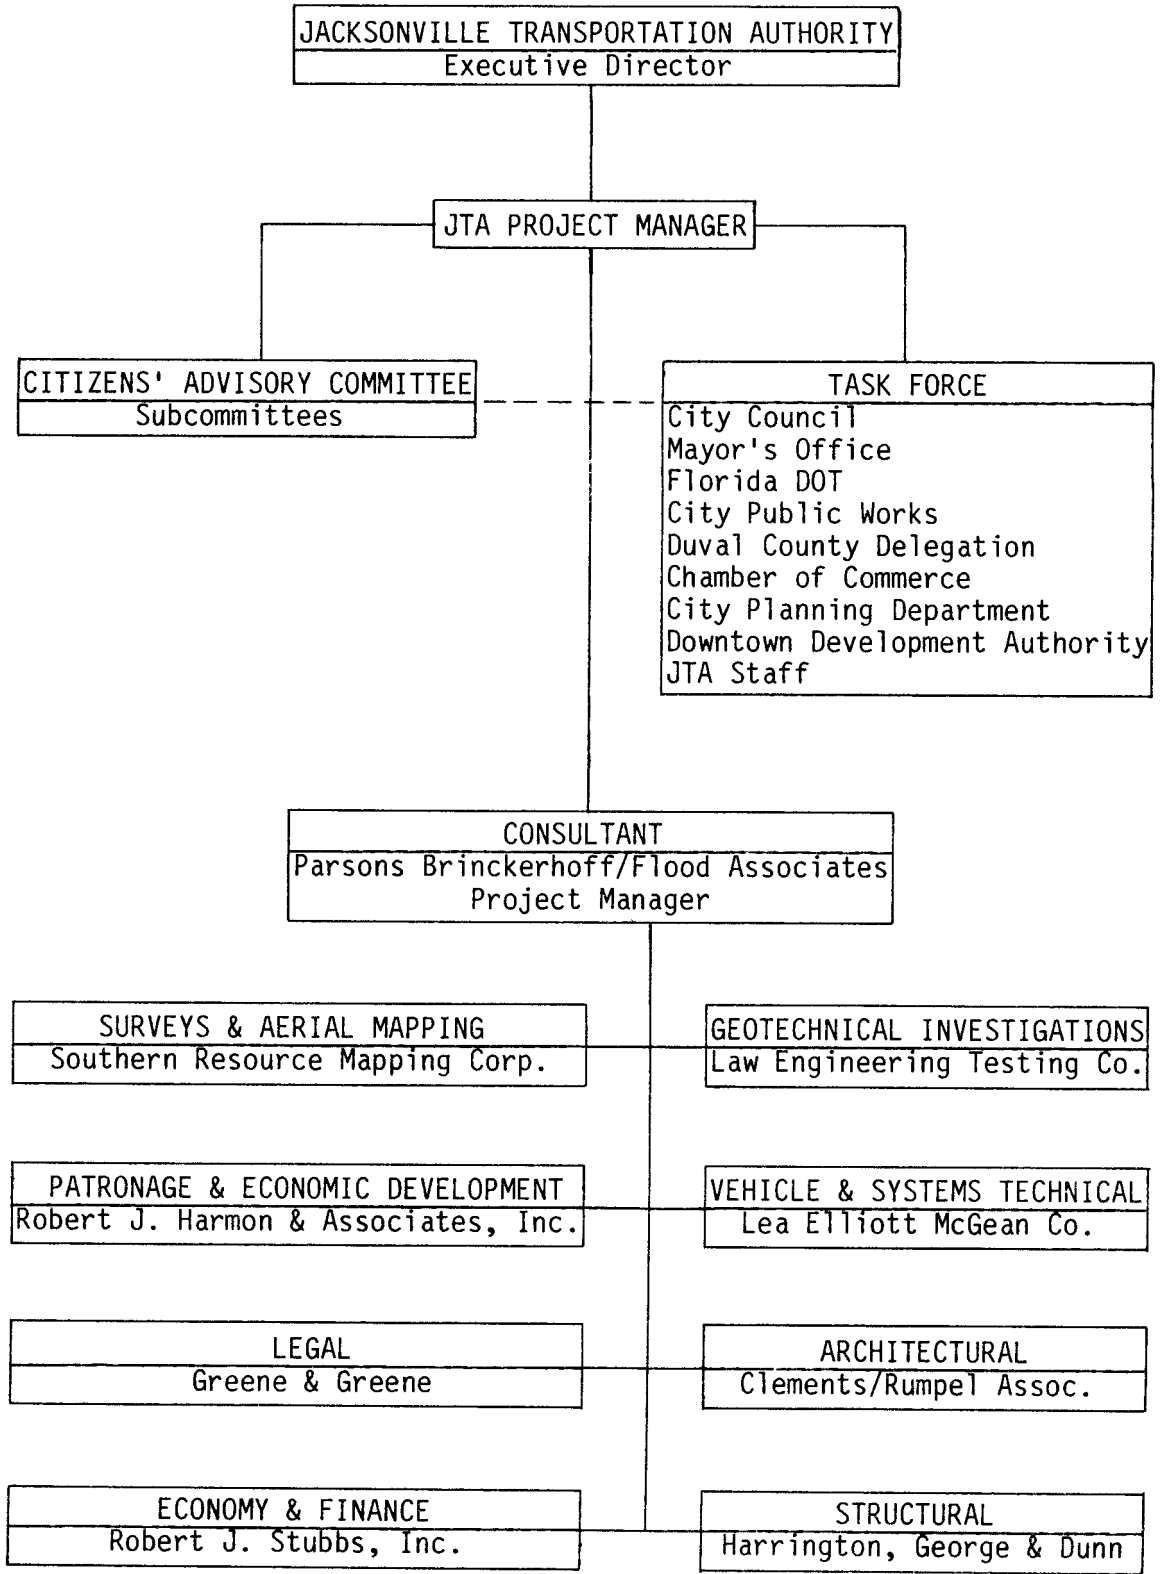 JACKSONVILLE TRANSPORTATION AUTHORITY
Executive Director
JTA PROJECT MANAGER
CITIZENS' ADVISORY COMMITTEE
Subcommittees
TASK FORCE
City Council
Mayor's Office
Florida DOT
City Public Works
Duval County Delegation
Chamber of Commerce
City Planning Department
Downtown Development Authority
JTA Staff
CONSULTANT
Parsons Brinckerhoff/Flood Associates
Project Manager
SURVEYS & AERIAL MAPPING
Southern Resource Mapping Corp.
GEOTECHNICAL INVESTIGATIONS
Law Engineering Testing Co.
PATRONAGE & ECONOMIC DEVELOPMENT
Robert J. Harmon & Associates, Inc.
VEHICLE & SYSTEMS TECHNICAL
Lea Elliott McGean Co.
LEGAL
Greene & Greene
ARCHITECTURAL
Clements/Rumpel Assoc.
ECONOMY & FINANCE
Robert J. Stubbs, Inc.
STRUCTURAL
Harrington, George & Dunn